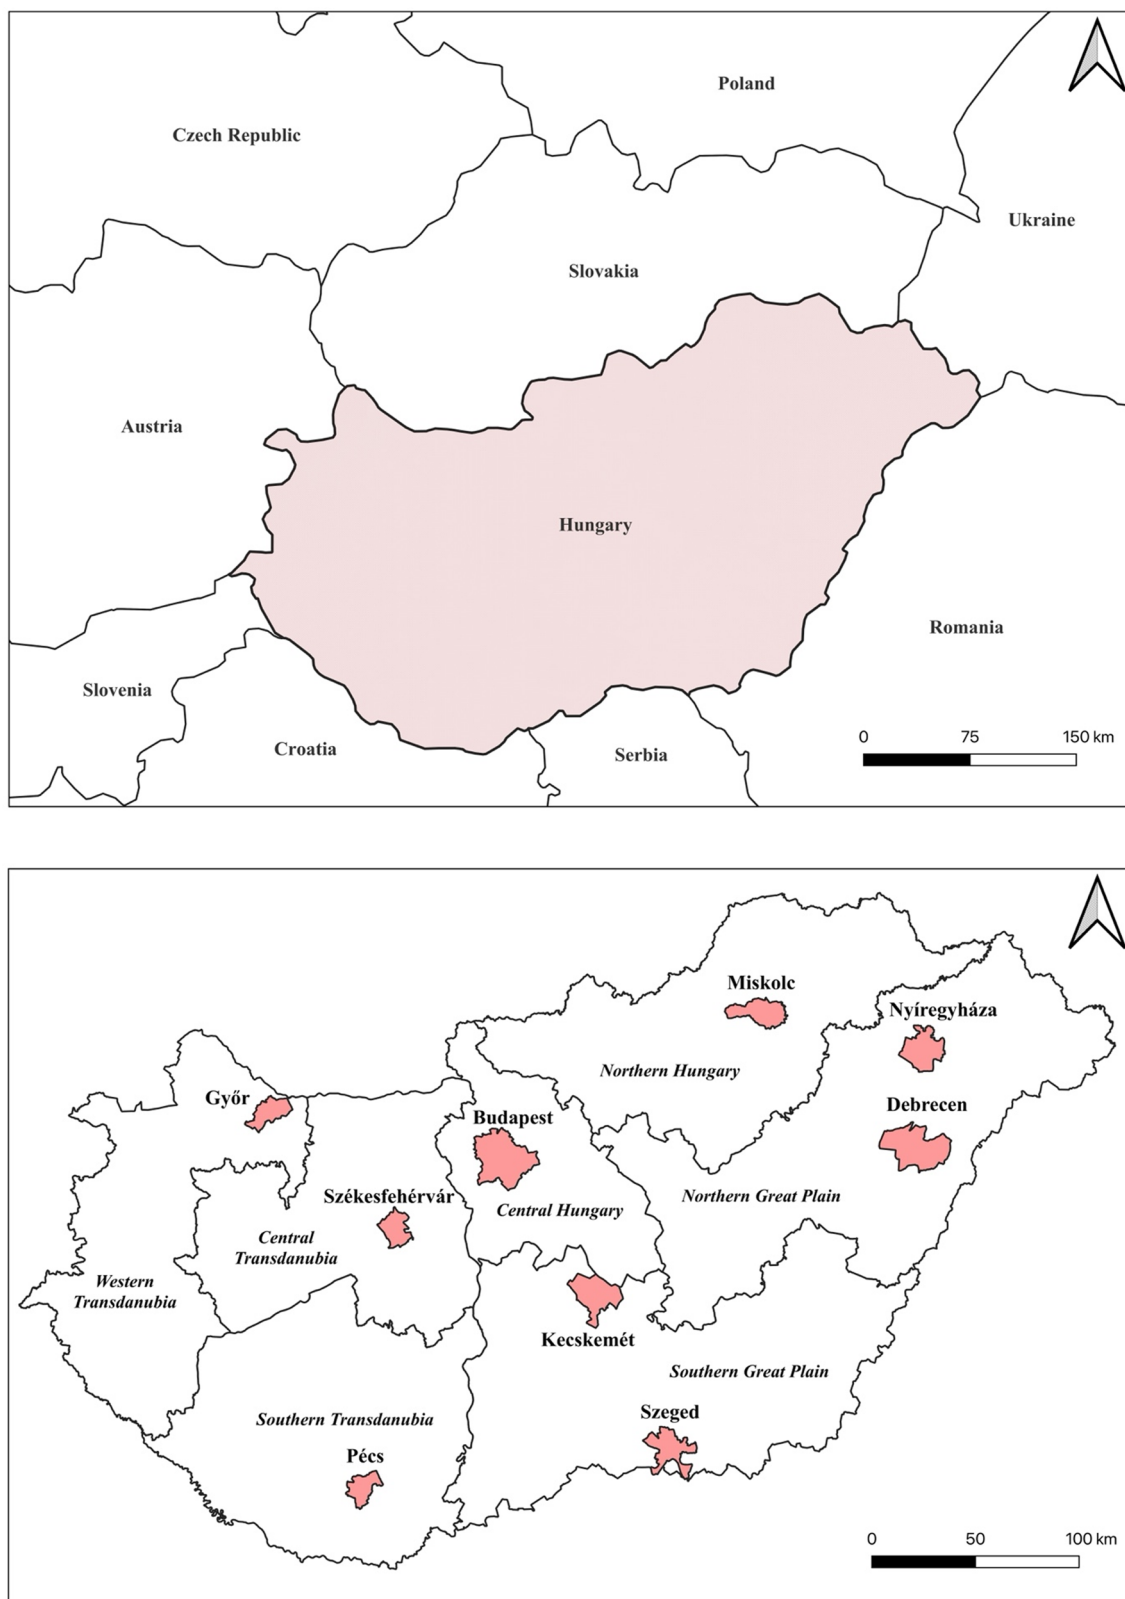 Poland
Czech Republic
Ukraine
Slovakia
Austria
Hungary
Romania
Slovenia
Croatia
Serbia
0 75 150 km
Miskolc
Nyíregyháza
Northern Hungary
Győr
Debrecen
Budapest
Székesfehérvár
Northern Great Plain
Central Hungary
Central
Transdanubia
Western
Transdanubia
Kecskemét
Southern Great Plain
Szeged
Southern Transdanubia
Pécs
0 50 100 km